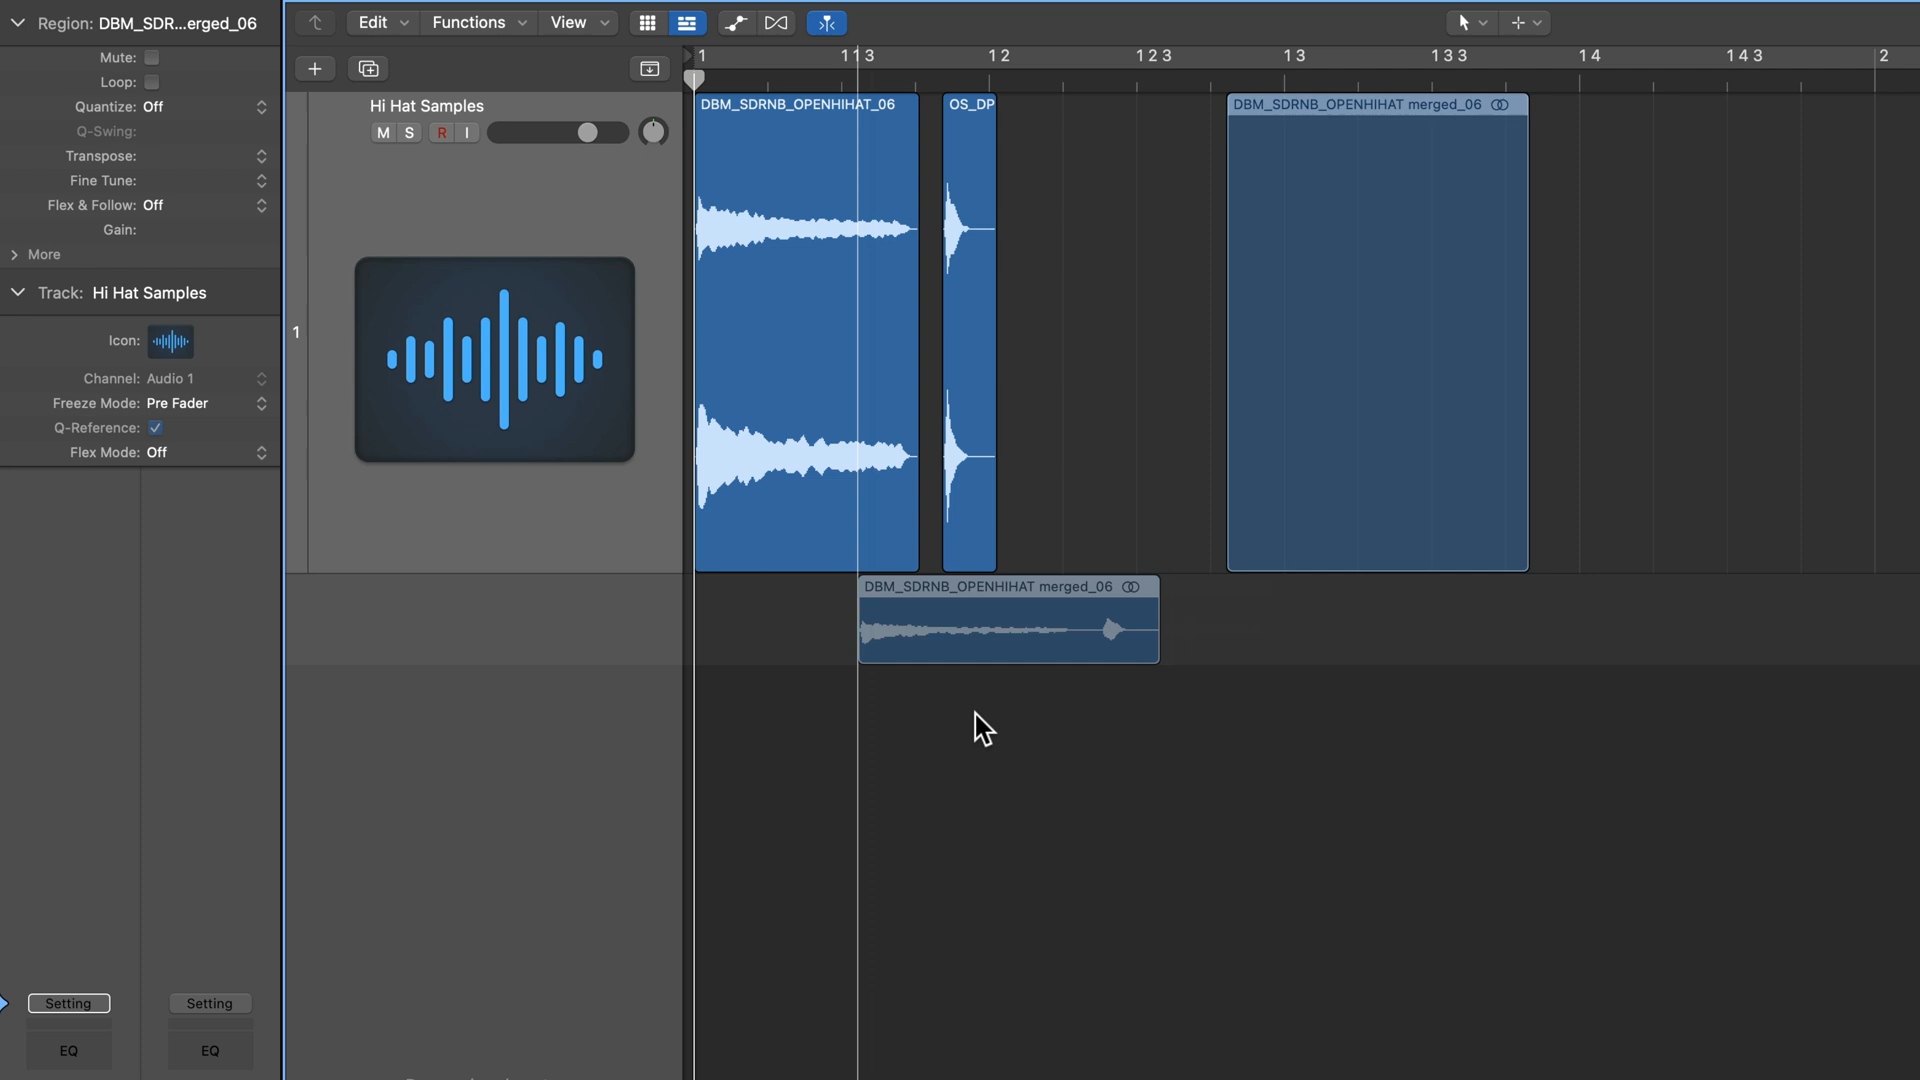 Region: DBM_SDR...erged_06
Mute:
Loop:
Quantize: Off
Q-Swing:
Transpose:
Fine Tune:
Flex & Follow: Off
Gain:
More
Track: Hi Hat Samples
Icon:
Channel: Audio 1
Freeze Mode: Pre Fader
Q-Reference:
Flex Mode: Off
Setting
Setting
EQ
EQ
Edit
Functions
View
1
1 1 3
1 2
1 2 3
1 3
1 3 3
1 4
1 4 3
2
1
Hi Hat Samples
M S R I
DBM_SDRNB_OPENHIHAT_06
OS_DP
DBM_SDRNB_OPENHIHAT merged_06
DBM_SDRNB_OPENHIHAT merged_06